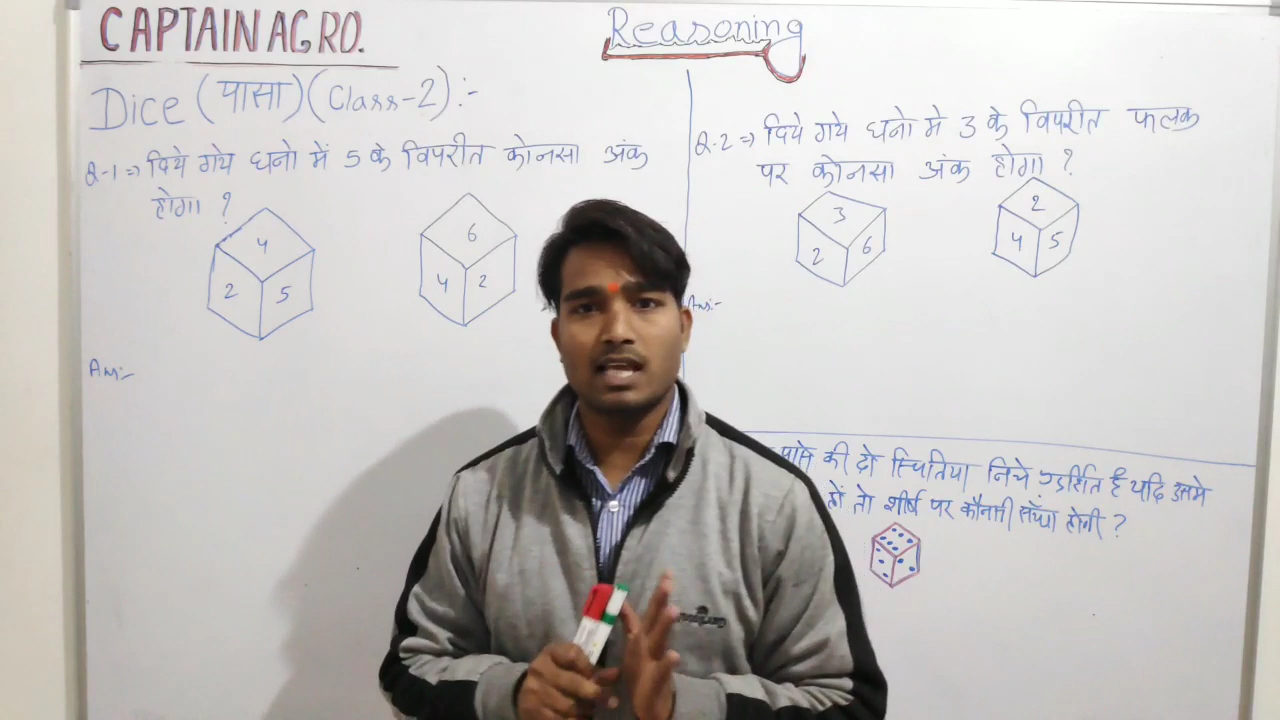 CAPTAIN AGRO.
Reasoning
Dice (पासा) (Class-2):-
Q-1 => दिये गये घनो में 5 के विपरीत कोनसा अंक
होगा ?
4
2 5
6
4 2
Ans:-
Q.2 => दिये गये घनो मे 3 के विपरीत फलक
पर कोनसा अंक होगा ?
3
2 6
2
4 5
Ans:-
पासे की दो स्थितिया निचे है यदि उसमे
हों तो शीर्ष पर कौनसी होगी ?